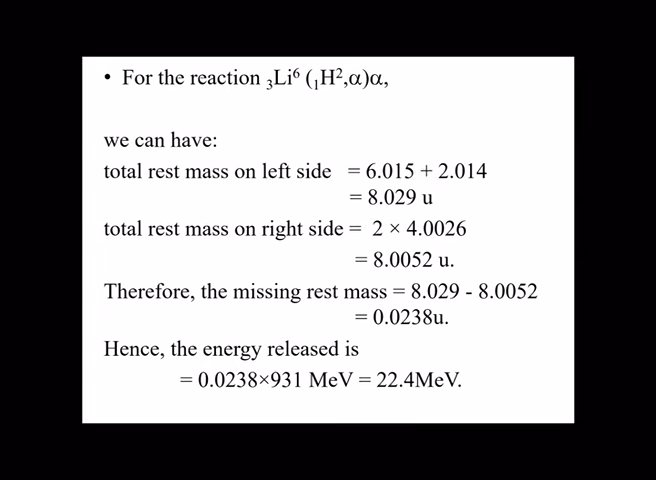 • For the reaction ₃Li⁶ (₁H²,α)α,
we can have:
total rest mass on left side = 6.015 + 2.014
= 8.029 u
total rest mass on right side = 2 × 4.0026
= 8.0052 u.
Therefore, the missing rest mass = 8.029 - 8.0052
= 0.0238u.
Hence, the energy released is
= 0.0238×931 MeV = 22.4MeV.